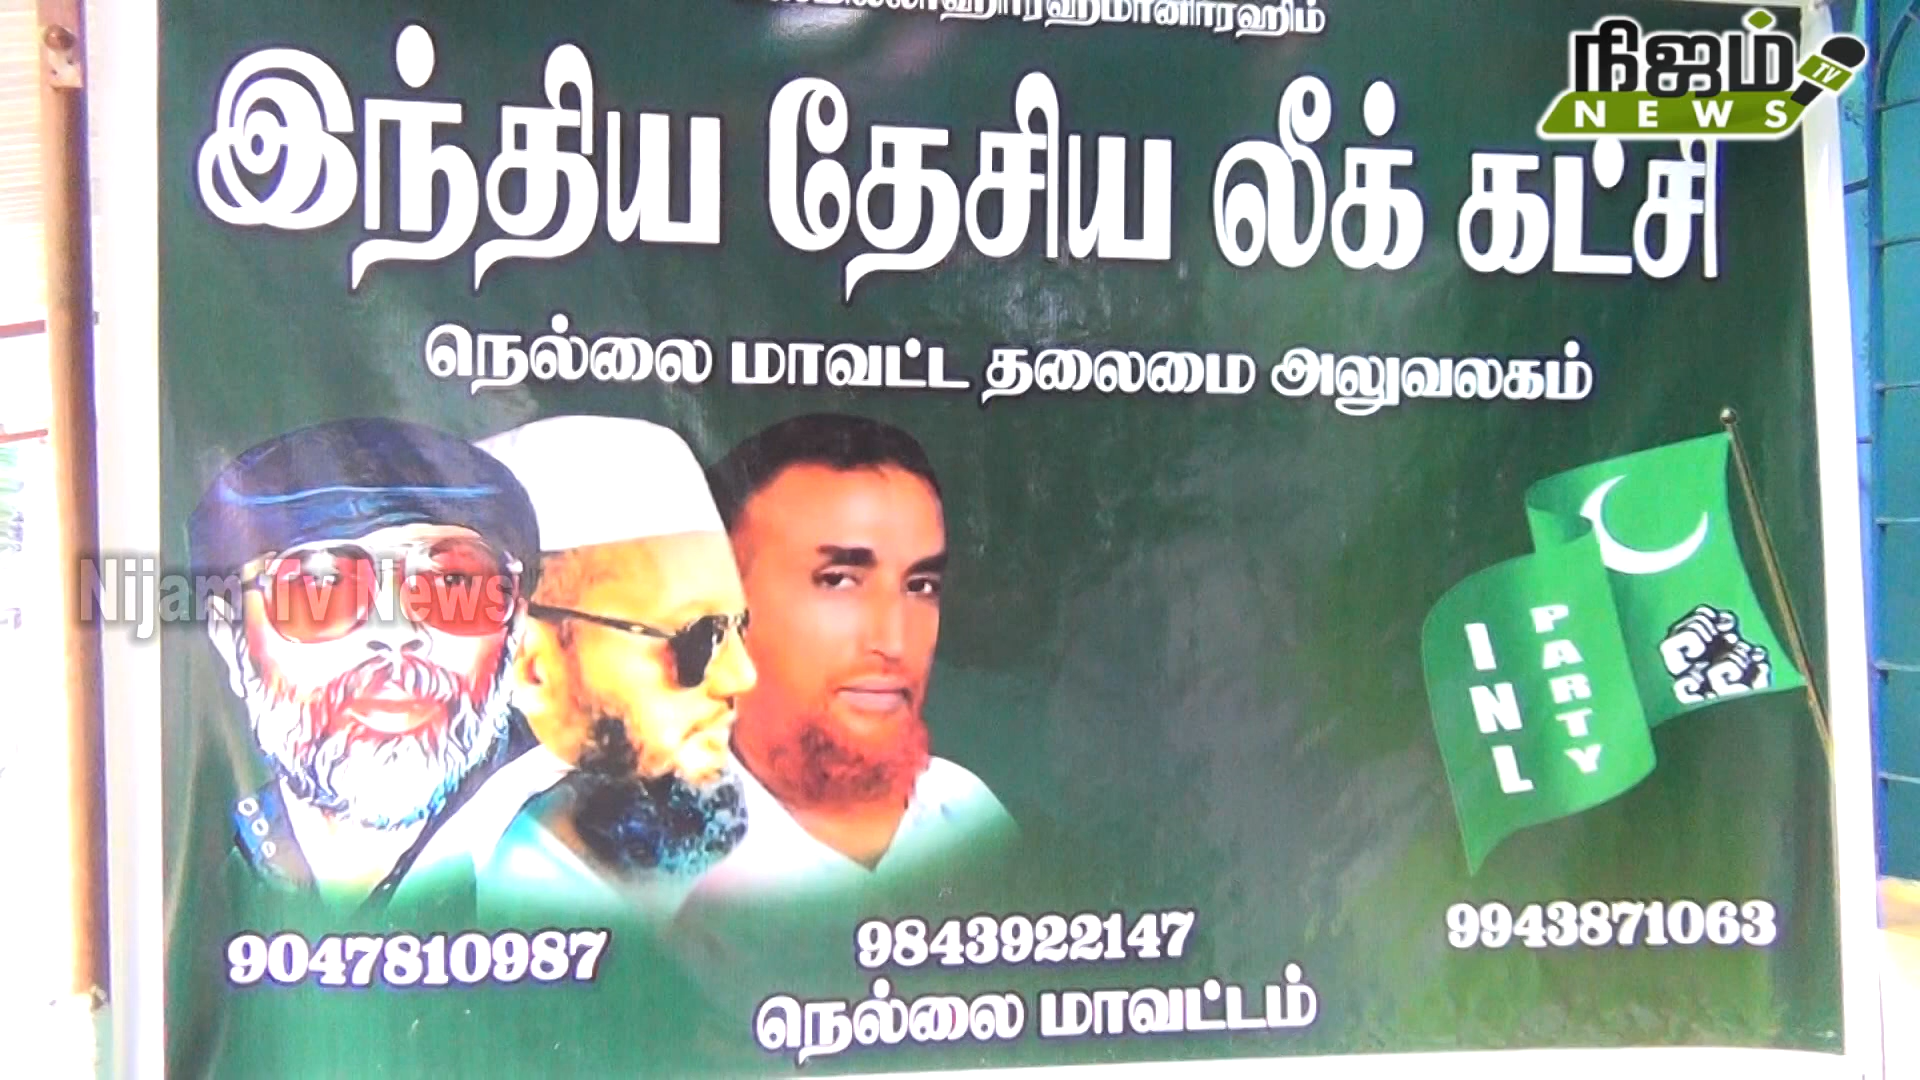 இந்திய தேசிய லீக் கட்சி
நிஜம்
TV
NEWS
நெல்லை மாவட்ட தலைமை அலுவலகம்
Nijam Tv News
INL
PARTY
9047810987
9843922147
9943871063
நெல்லை மாவட்டம்